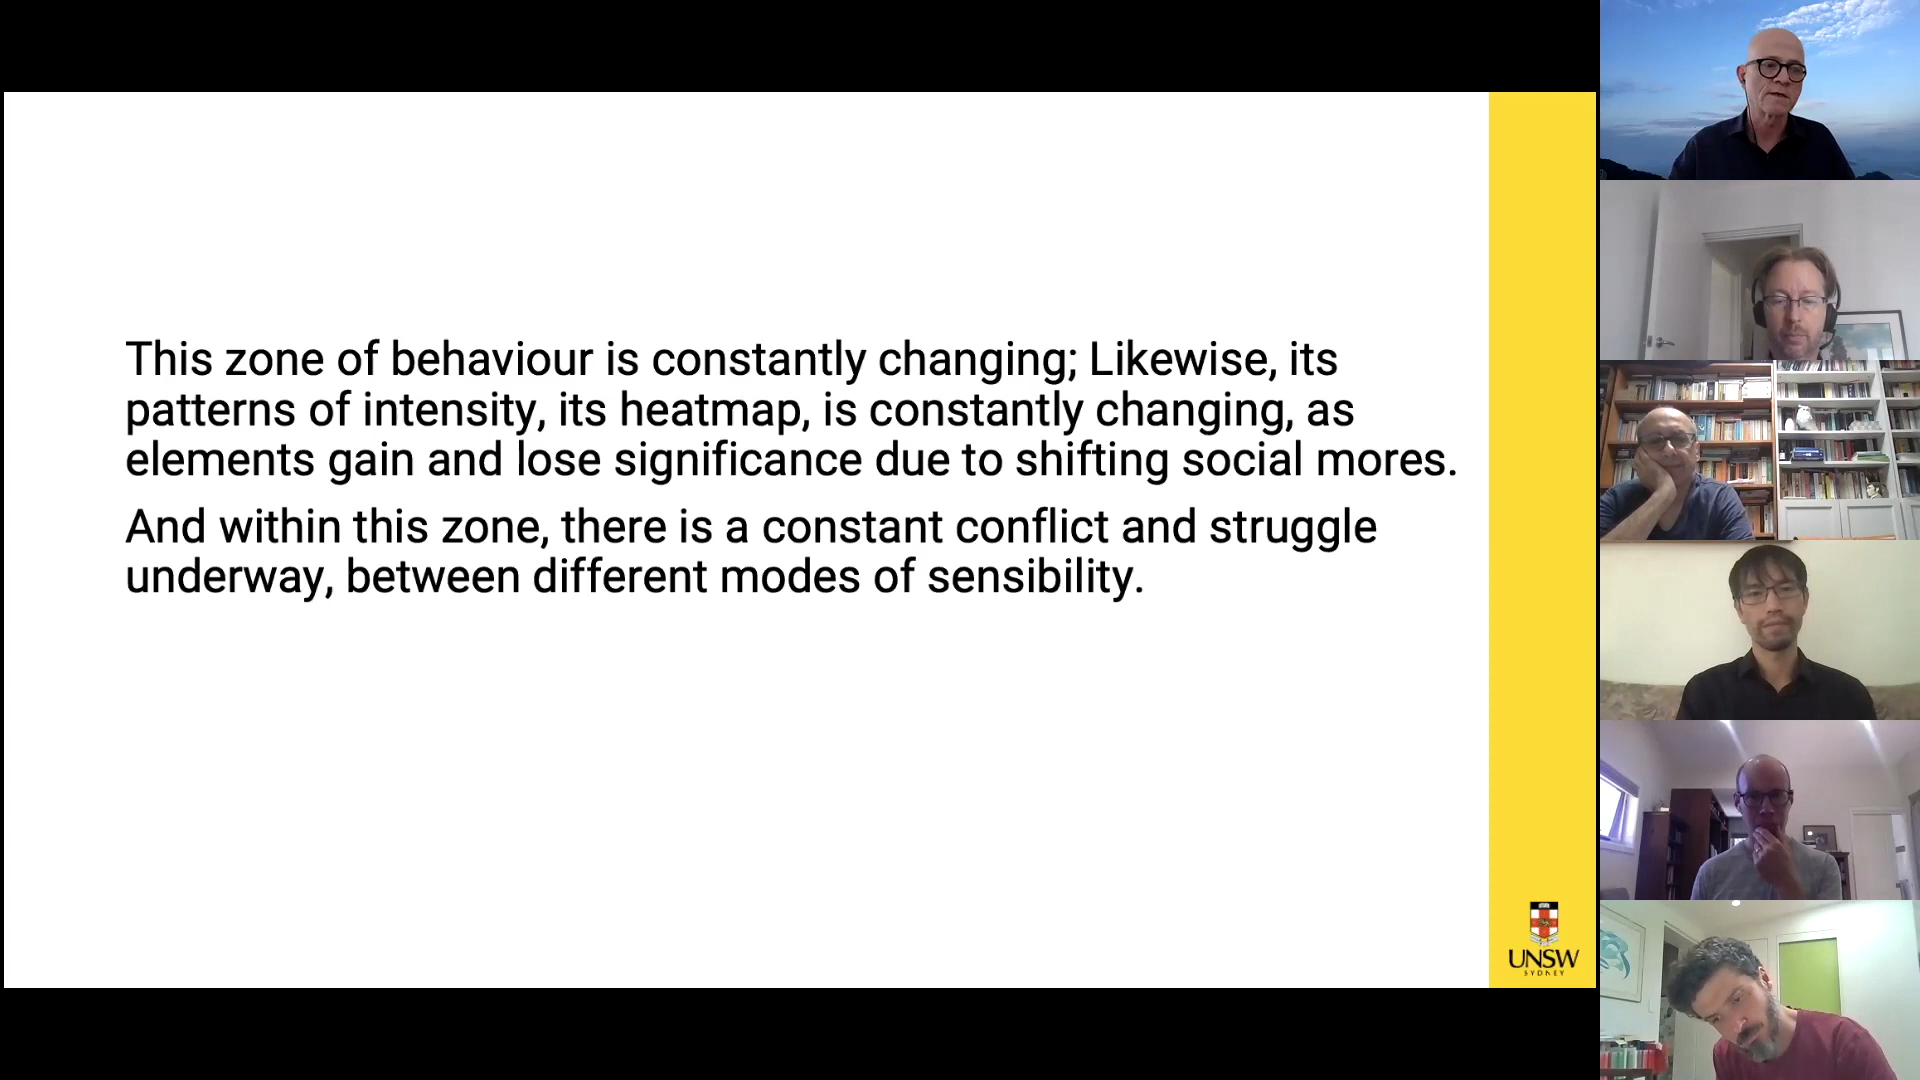 This zone of behaviour is constantly changing; Likewise, its
patterns of intensity, its heatmap, is constantly changing, as
elements gain and lose significance due to shifting social mores.
And within this zone, there is a constant conflict and struggle
underway, between different modes of sensibility.
UNSW
SYDNEY